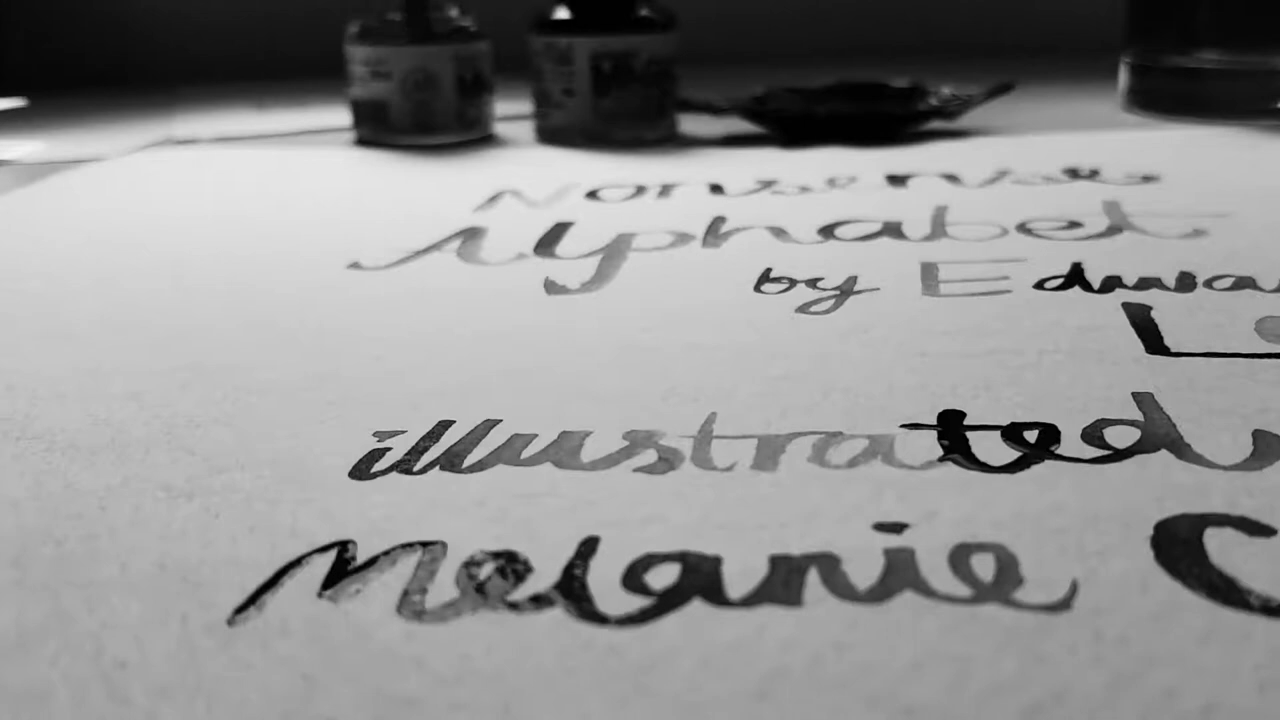 Nonsense
Alphabet
by Edwa
L
illustrated
Melanie C